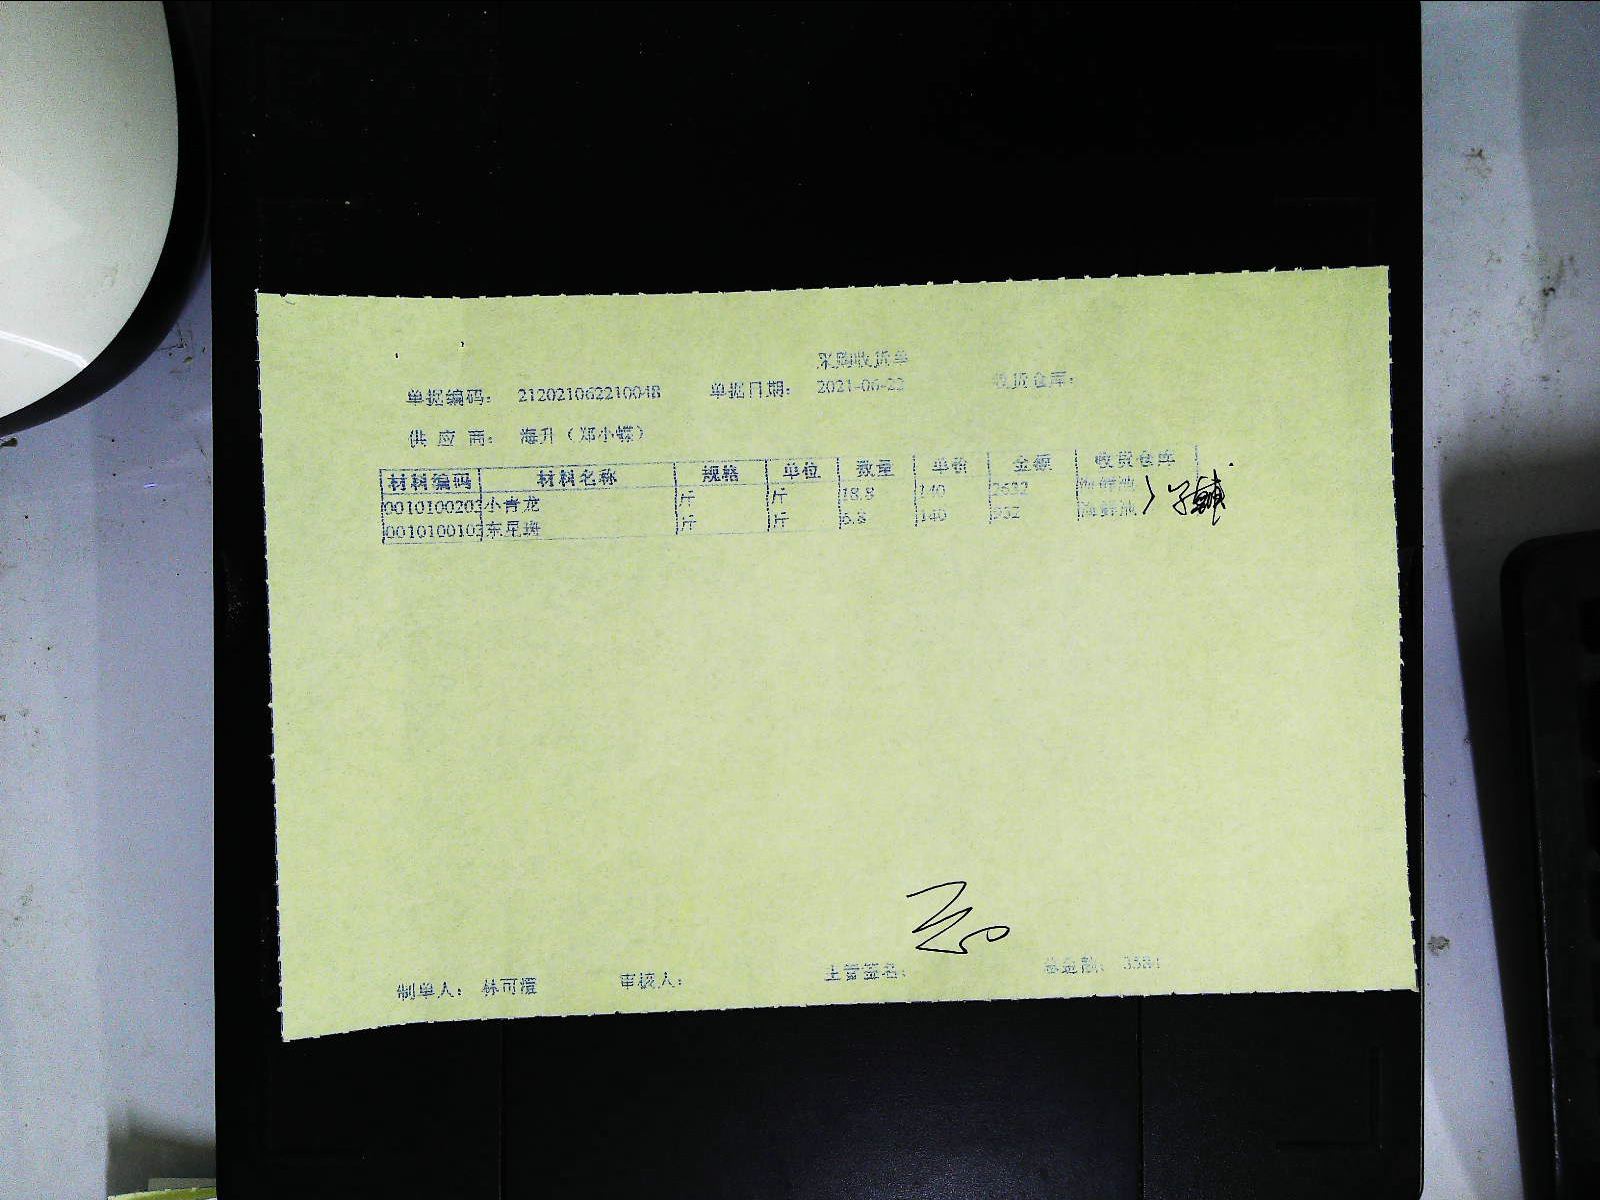 采购收货单
单据编码： 212021062210048 单据日期： 2021-06-22 收货仓库：
供 应 商： 海升（郑小蝶）
材料编码 材料名称 规格 单位 数量 单价 金额 收货仓库
0010100203 小青龙 斤 斤 18.8 140 2632 海鲜池
0010100103 东星斑 斤 斤 6.8 140 952 海鲜池
制单人： 林可 审核人： 主管签名： 总金额： 3584